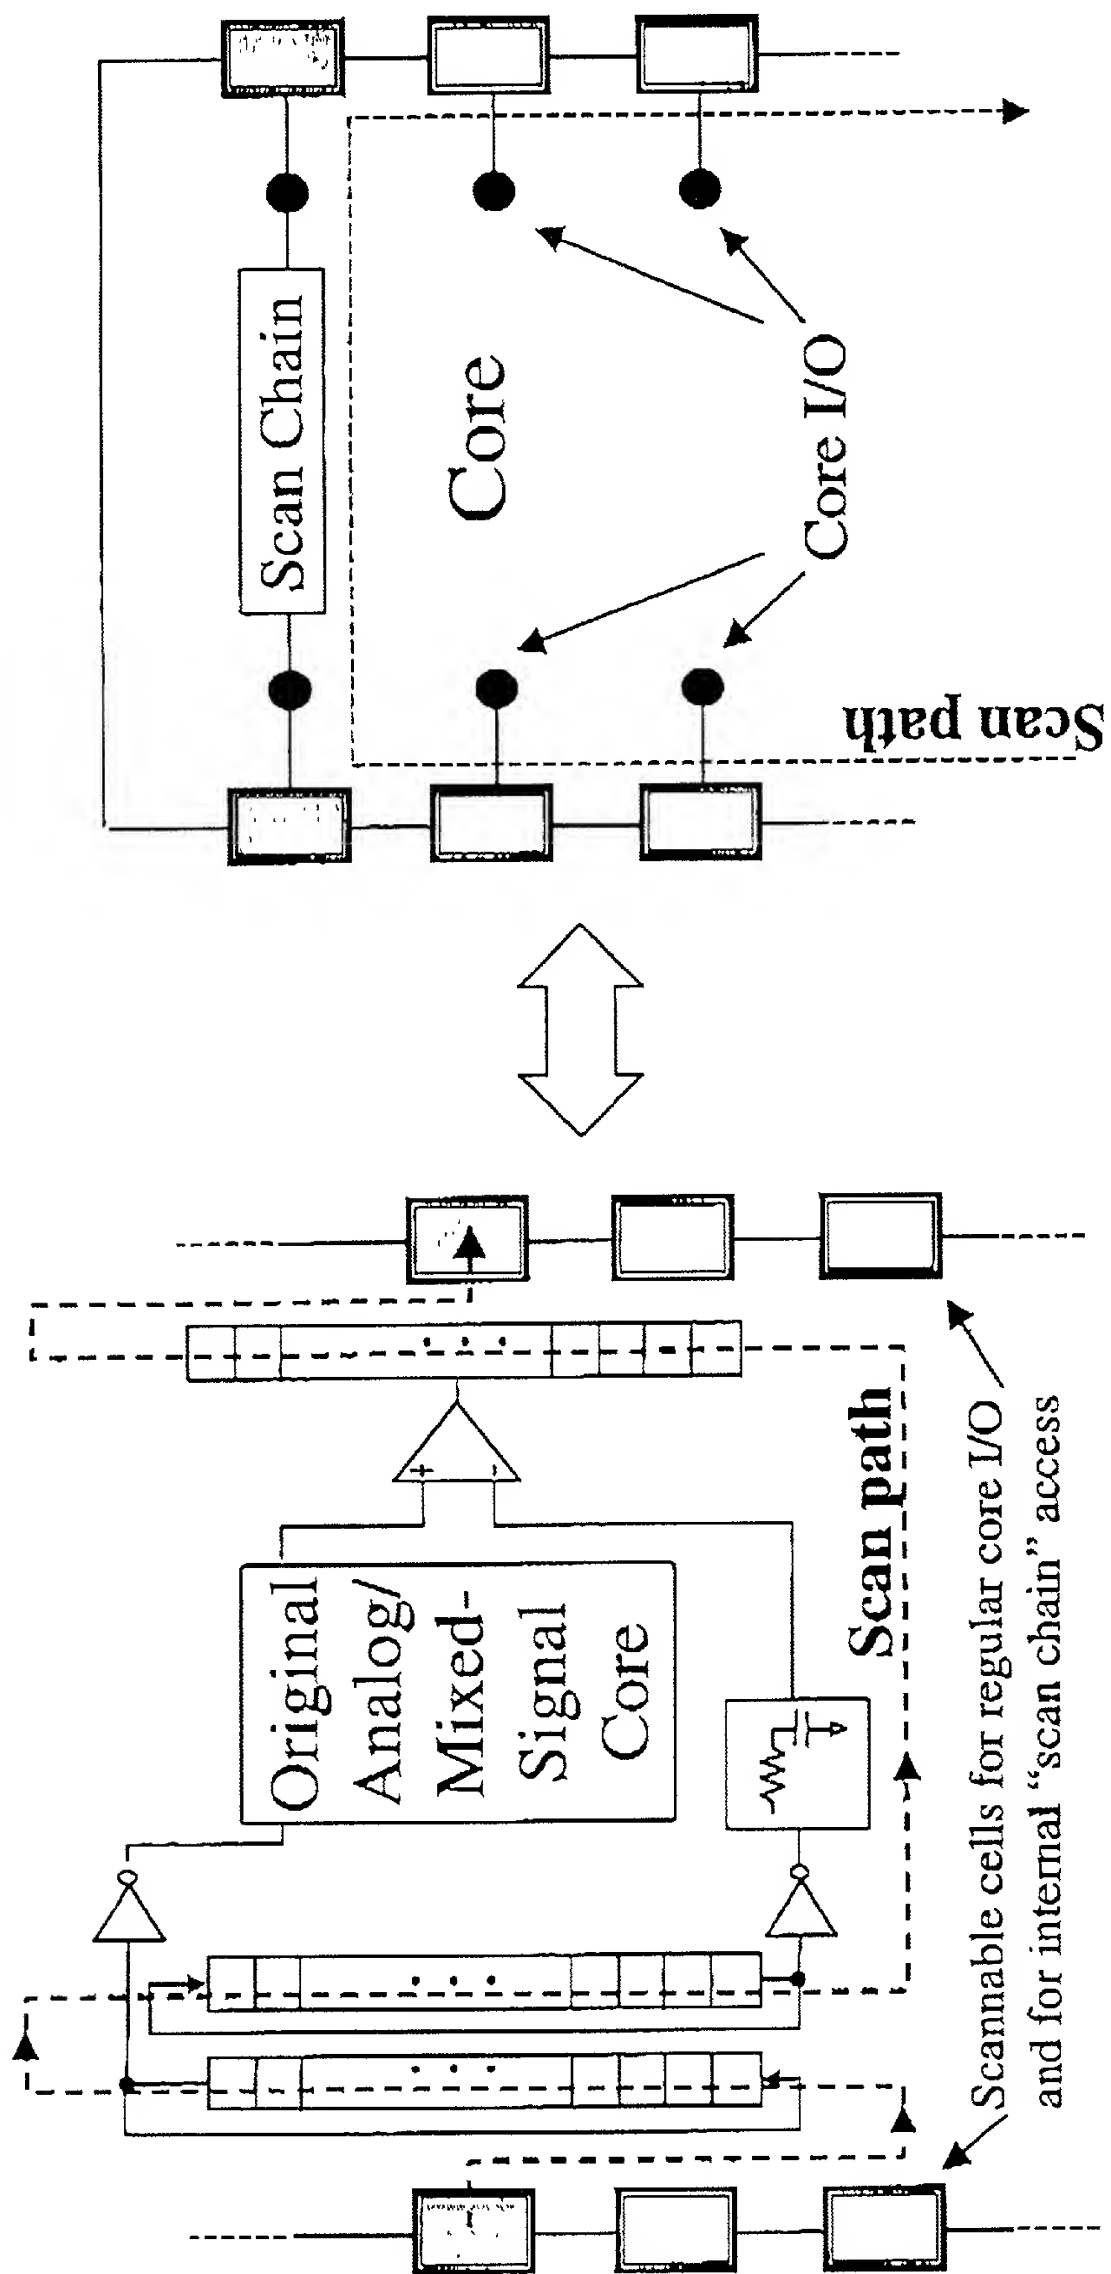 Original
Analog/
Mixed-
Signal
Core
+
-
Scan path
Scannable cells for regular core I/O
and for internal “scan chain” access
Scan Chain
Core
Core I/O
Scan path